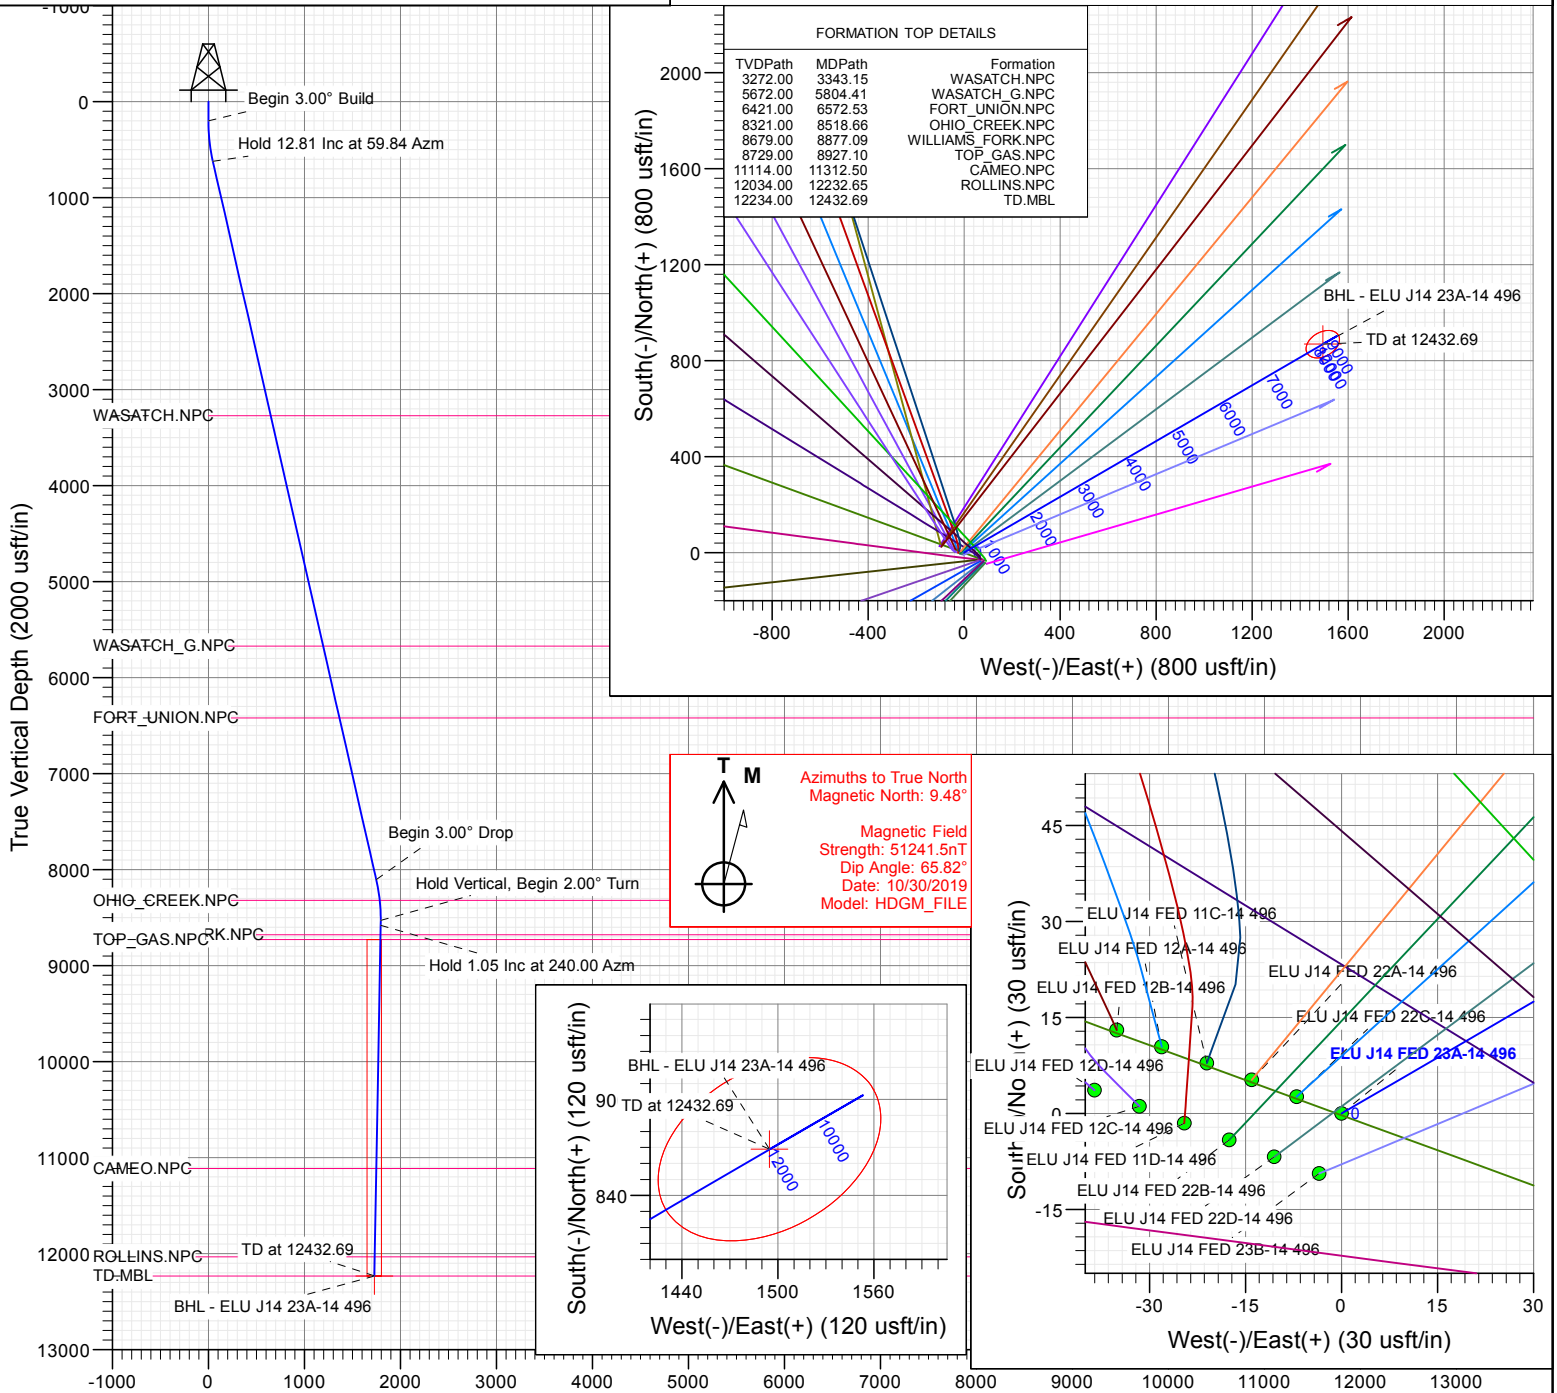 -1000
0
1000
2000
3000
4000
5000
6000
7000
8000
9000
10000
11000
12000
13000
True Vertical Depth (2000 usft/in)
-1000
0
1000
2000
3000
4000
5000
6000
7000
8000
9000
10000
11000
12000
13000
Begin 3.00° Build
Hold 12.81 Inc at 59.84 Azm
WASATCH.NPC
WASATCH_G.NPC
FORT_UNION.NPC
Begin 3.00° Drop
Hold Vertical, Begin 2.00° Turn
OHIO_CREEK.NPC
RK.NPC
TOP_GAS.NPC
Hold 1.05 Inc at 240.00 Azm
CAMEO.NPC
ROLLINS.NPC
TD at 12432.69
TD.MBL
BHL - ELU J14 23A-14 496
FORMATION TOP DETAILS
TVDPath MDPath Formation
3272.00 3343.15 WASATCH.NPC
5672.00 5804.41 WASATCH_G.NPC
6421.00 6572.53 FORT_UNION.NPC
8321.00 8518.66 OHIO_CREEK.NPC
8679.00 8877.09 WILLIAMS_FORK.NPC
8729.00 8927.10 TOP_GAS.NPC
11114.00 11312.50 CAMEO.NPC
12034.00 12232.65 ROLLINS.NPC
12234.00 12432.69 TD.MBL
South(-)/North(+) (800 usft/in)
2000
1600
1200
800
400
0
-800
-400
0
400
800
1200
1600
2000
West(-)/East(+) (800 usft/in)
BHL - ELU J14 23A-14 496
TD at 12432.69
1000
2000
3000
4000
5000
6000
7000
9000
T
M
Azimuths to True North
Magnetic North: 9.48°
Magnetic Field
Strength: 51241.5nT
Dip Angle: 65.82°
Date: 10/30/2019
Model: HDGM_FILE
South(-)/North(+) (120 usft/in)
90
840
1440
1500
1560
West(-)/East(+) (120 usft/in)
BHL - ELU J14 23A-14 496
TD at 12432.69
10000
12000
(+) (30 usft/in)
45
30
15
0
-15
-30
-15
0
15
30
West(-)/East(+) (30 usft/in)
ELU J14 FED 11C-14 496
ELU J14 FED 12A-14 496
ELU J14 FED 12B-14 496
ELU J14 FED 22A-14 496
ELU J14 FED 22C-14 496
ELU J14 FED 23A-14 496
ELU J14 FED 12D-14 496
0
ELU J14 FED 12C-14 496
ELU J14 FED 11D-14 496
ELU J14 FED 22B-14 496
ELU J14 FED 22D-14 496
ELU J14 FED 23B-14 496